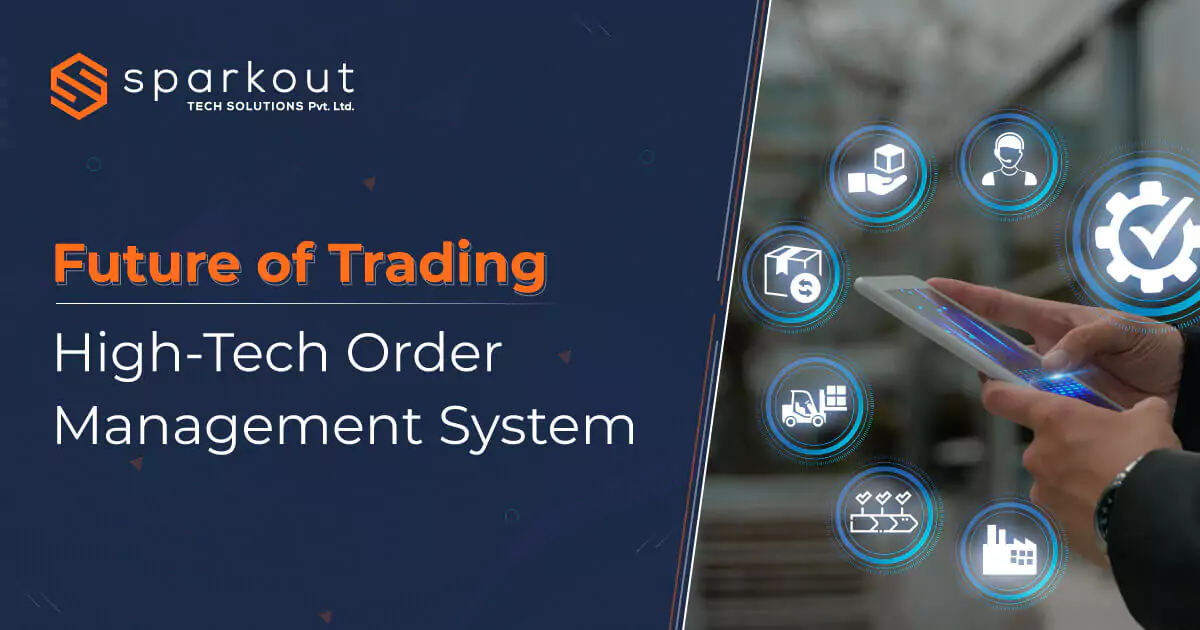 sparkout
TECH SOLUTIONS Pvt. Ltd.
Future of Trading
High-Tech Order
Management System